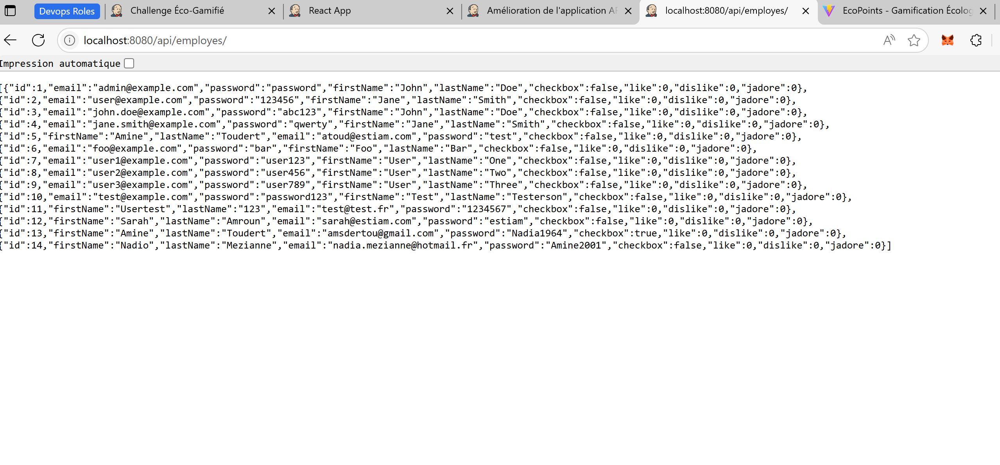 Devops Roles
Challenge Éco-Gamifié
React App
Amélioration de l'application
localhost:8080/api/employes/
EcoPoints - Gamification
localhost:8080/api/employes/
Impression automatique
[{"id":1,"email":"admin@example.com","password":"password","firstName":"John","lastName":"Doe","checkbox":false,"like":0,"dislike":0,"jadore":0},
{"id":2,"email":"user@example.com","password":"123456","firstName":"Jane","lastName":"Smith","checkbox":false,"like":0,"dislike":0,"jadore":0},
{"id":3,"email":"john.doe@example.com","password":"abc123","firstName":"John","lastName":"Doe","checkbox":false,"like":0,"dislike":0,"jadore":0},
{"id":4,"email":"jane.smith@example.com","password":"qwerty","firstName":"Jane","lastName":"Smith","checkbox":false,"like":0,"dislike":0,"jadore":0},
{"id":5,"firstName":"Amine","lastName":"Toudert","email":"atoud@estiam.com","password":"test","checkbox":false,"like":0,"dislike":0,"jadore":0},
{"id":6,"email":"foo@example.com","password":"bar","firstName":"Foo","lastName":"Bar","checkbox":false,"like":0,"dislike":0,"jadore":0},
{"id":7,"email":"user1@example.com","password":"user123","firstName":"User","lastName":"One","checkbox":false,"like":0,"dislike":0,"jadore":0},
{"id":8,"email":"user2@example.com","password":"user456","firstName":"User","lastName":"Two","checkbox":false,"like":0,"dislike":0,"jadore":0},
{"id":9,"email":"user3@example.com","password":"user789","firstName":"User","lastName":"Three","checkbox":false,"like":0,"dislike":0,"jadore":0},
{"id":10,"email":"test@example.com","password":"password123","firstName":"Test","lastName":"Testerson","checkbox":false,"like":0,"dislike":0,"jadore":0},
{"id":11,"firstName":"Usertest","lastName":"123","email":"test@test.fr","password":"1234567","checkbox":false,"like":0,"dislike":0,"jadore":0},
{"id":12,"firstName":"Sarah","lastName":"Amroun","email":"sarah@estiam.com","password":"estiam","checkbox":false,"like":0,"dislike":0,"jadore":0},
{"id":13,"firstName":"Amine","lastName":"Toudert","email":"amsdertou@gmail.com","password":"Nadia1964","checkbox":true,"like":0,"dislike":0,"jadore":0},
{"id":14,"firstName":"Nadio","lastName":"Mezianne","email":"nadia.mezianne@hotmail.fr","password":"Amine2001","checkbox":false,"like":0,"dislike":0,"jadore":0}]